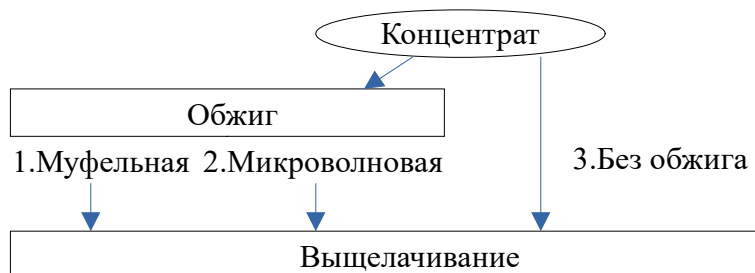 Концентрат
Обжиг
1.Муфельная 2.Микроволновая
3.Без обжига
Выщелачивание